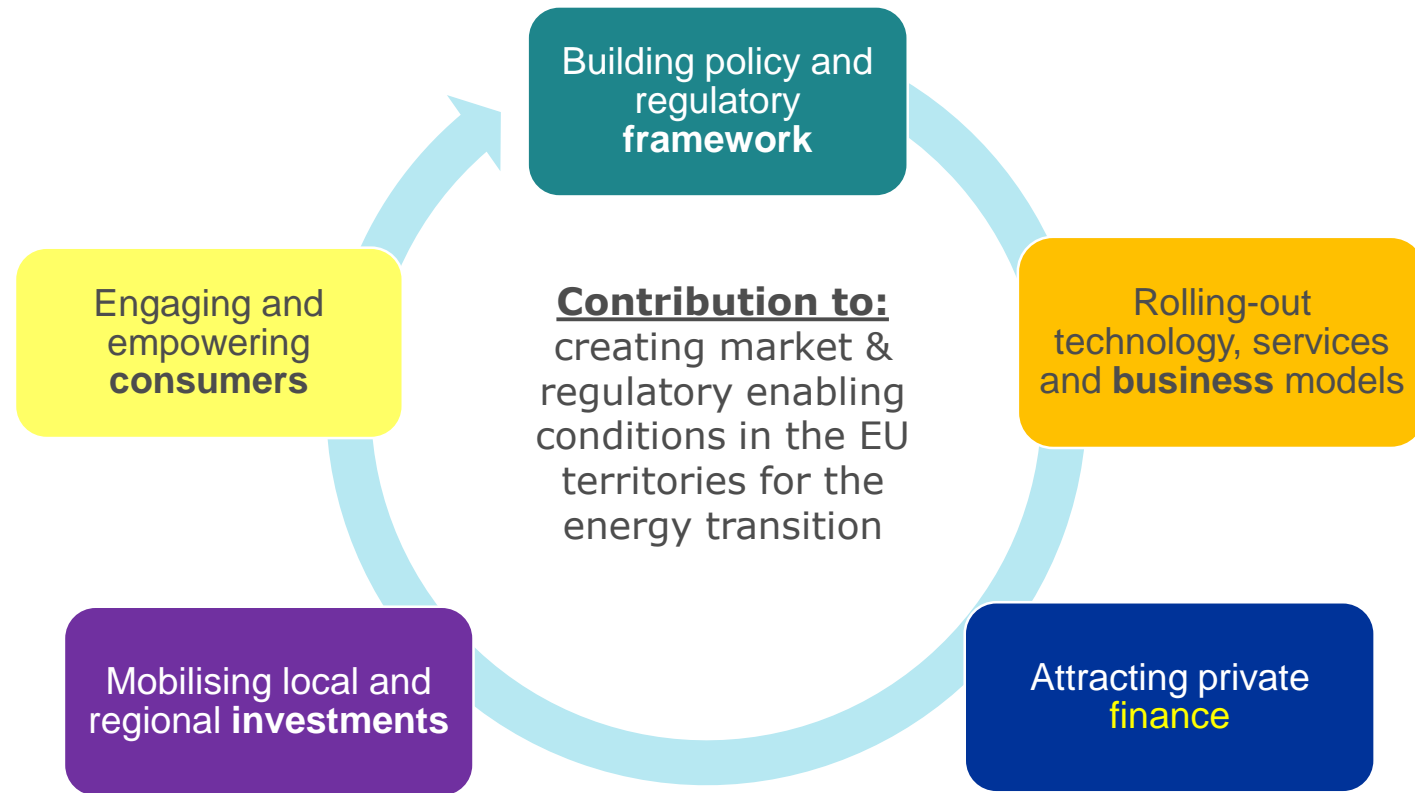 Building policy and
regulatory
framework
Rolling-out
technology, services
and business models
Attracting private
finance
Mobilising local and
regional investments
Engaging and
empowering
consumers
Contribution to:
creating market &
regulatory enabling
conditions in the EU
territories for the
energy transition